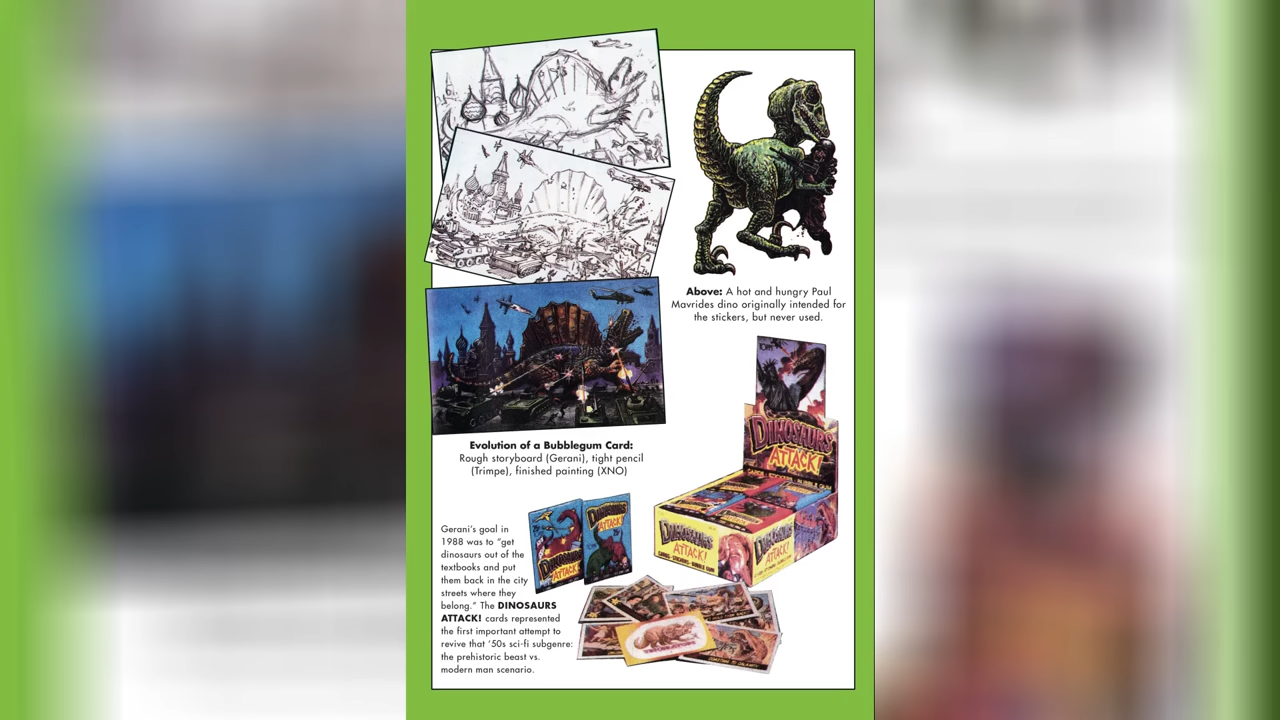 Above: A hot and hungry Paul
Mavrides dino originally intended for
the stickers, but never used.
Evolution of a Bubblegum Card:
Rough storyboard (Gerani), tight pencil
(Trimpe), finished painting (XNO)
DINOSAURS
ATTACK!
DINOSAURS
ATTACK!
DINOSAURS
ATTACK!
DINOSAURS
ATTACK!
DINOSAURS
ATTACK!
Gerani's goal in
1988 was to "get
dinosaurs out of the
textbooks and put
them back in the city
streets where they
belong." The DINOSAURS
ATTACK! cards represented
the first important attempt to
revive that '50s sci-fi subgenre:
the prehistoric beast vs.
modern man scenario.